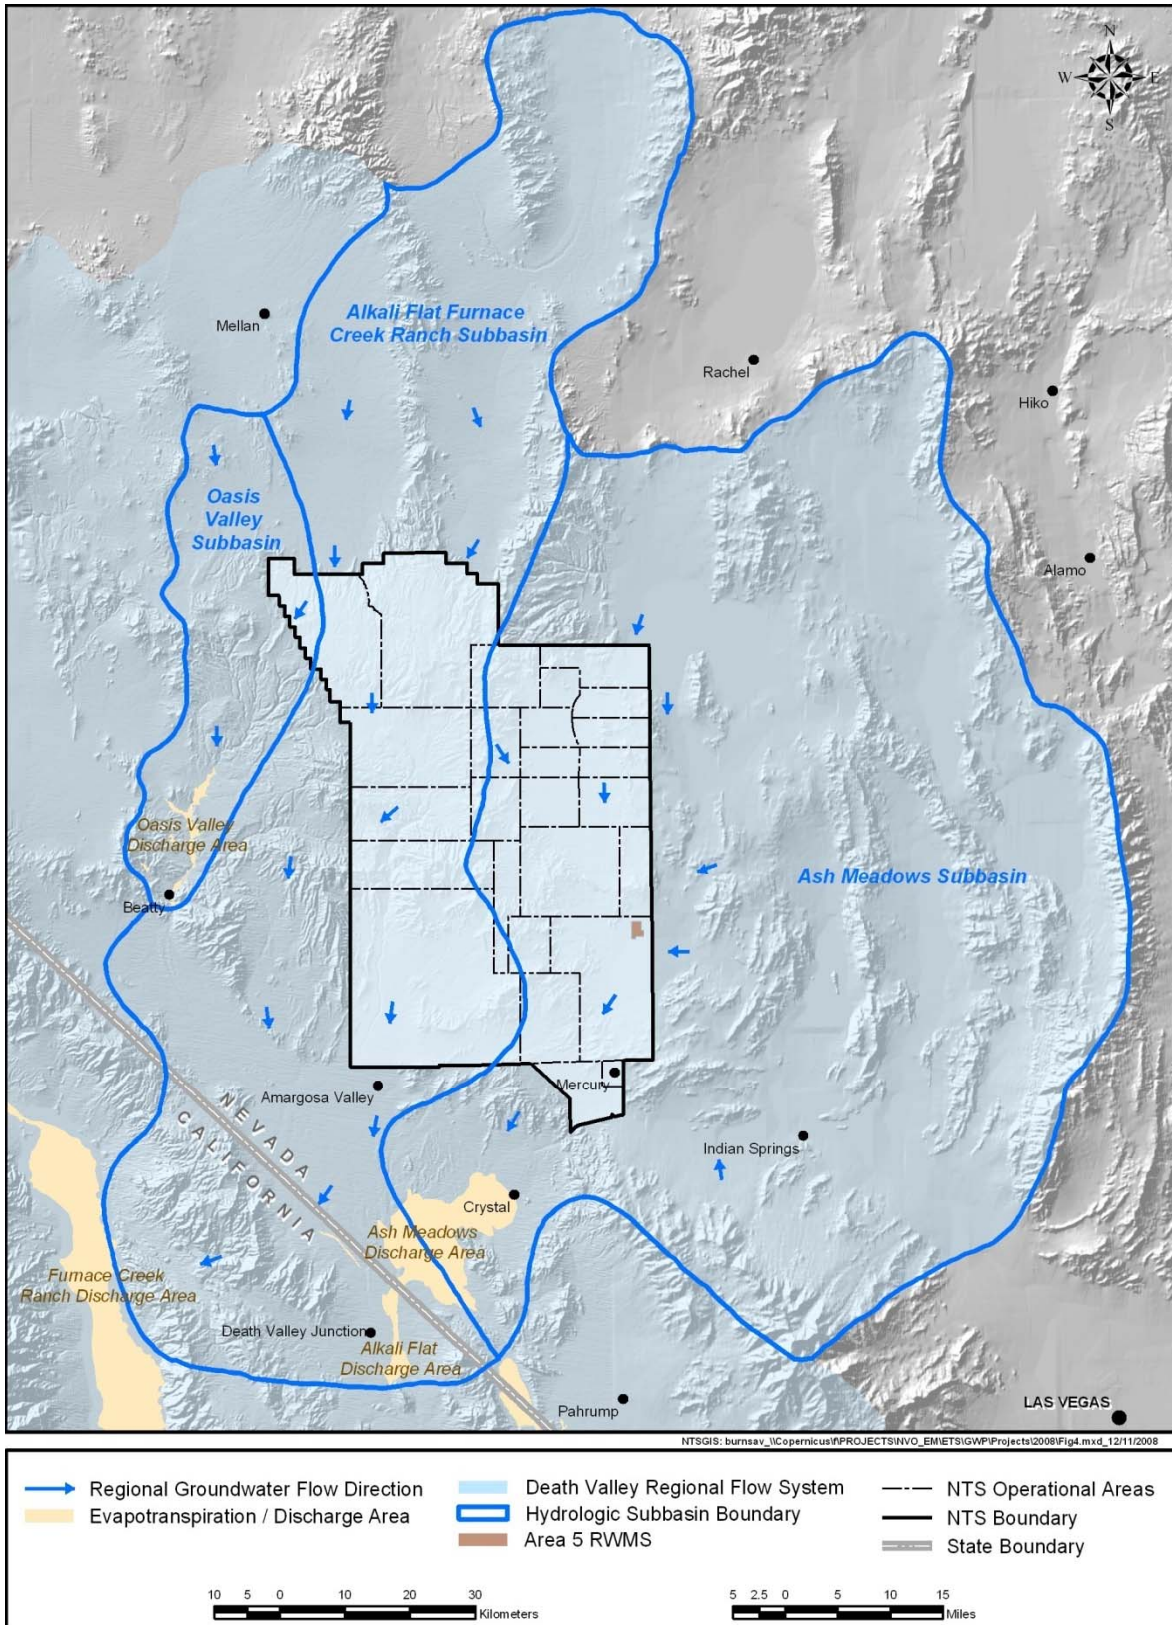 N
W E
S
Mellan
Alkali Flat Furnace
Creek Ranch Subbasin
Rachel
Hiko
Oasis
Valley
Subbasin
Alamo
Oasis Valley
Discharge Area
Beatty
Ash Meadows Subbasin
Amargosa Valley
Mercury
NEVADA
CALIFORNIA
Indian Springs
Crystal
Ash Meadows
Discharge Area
Furnace Creek
Ranch Discharge Area
Death Valley Junction
Alkali Flat
Discharge Area
Pahrump
LAS VEGAS
NTSGIS: burnsav_\\Copernicus\f\PROJECTS\NVO_EM\ETS\GWP\Projects\2008\Fig4.mxd_12/11/2008
Regional Groundwater Flow Direction
Evapotranspiration / Discharge Area
Death Valley Regional Flow System
Hydrologic Subbasin Boundary
Area 5 RWMS
NTS Operational Areas
NTS Boundary
State Boundary
10 5 0 10 20 30
Kilometers
5 2.5 0 5 10 15
Miles